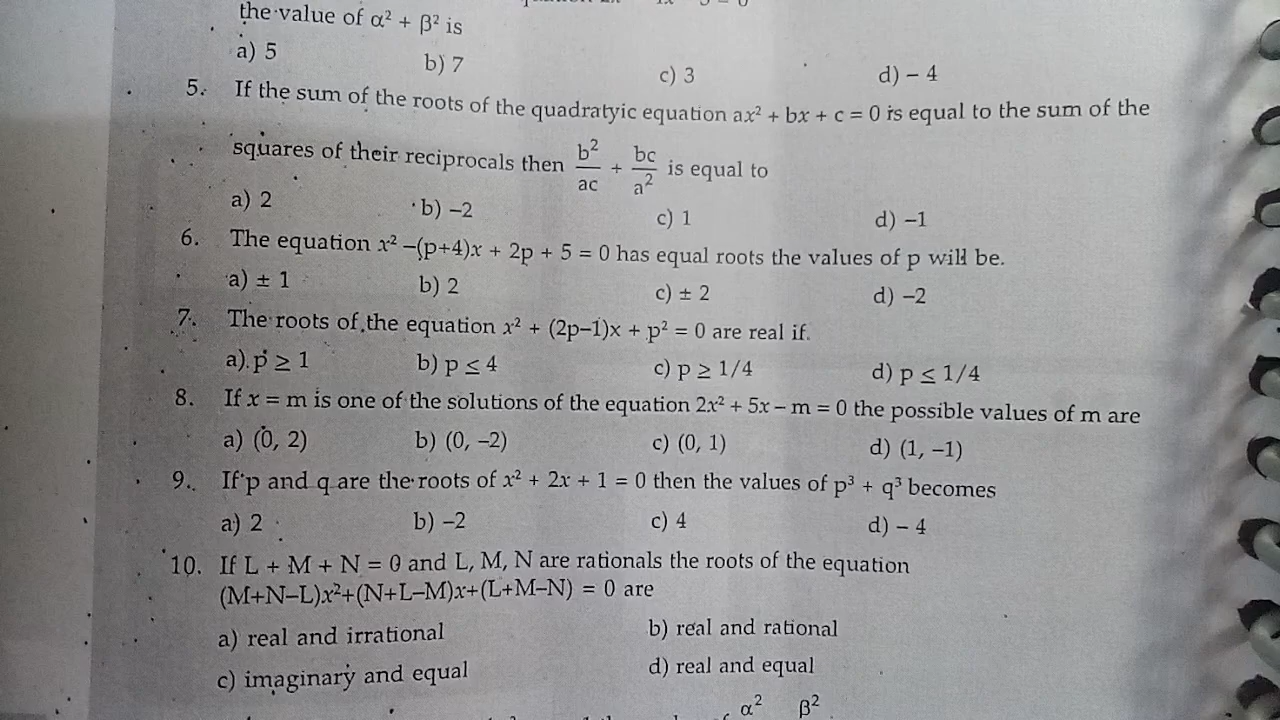 the value of α² + β² is
a) 5 b) 7 c) 3 d) – 4
5. If the sum of the roots of the quadratyic equation ax² + bx + c = 0 is equal to the sum of the
squares of their reciprocals then b²/ac + bc/a² is equal to
a) 2 b) –2 c) 1 d) –1
6. The equation x² –(p+4)x + 2p + 5 = 0 has equal roots the values of p will be.
a) ± 1 b) 2 c) ± 2 d) –2
7. The roots of the equation x² + (2p–1)x + p² = 0 are real if.
a) p ≥ 1 b) p ≤ 4 c) p ≥ 1/4 d) p ≤ 1/4
8. If x = m is one of the solutions of the equation 2x² + 5x – m = 0 the possible values of m are
a) (0, 2) b) (0, –2) c) (0, 1) d) (1, –1)
9. If p and q are the roots of x² + 2x + 1 = 0 then the values of p³ + q³ becomes
a) 2 b) –2 c) 4 d) – 4
10. If L + M + N = 0 and L, M, N are rationals the roots of the equation
(M+N–L)x²+(N+L–M)x+(L+M–N) = 0 are
a) real and irrational b) real and rational
c) imaginary and equal d) real and equal
α² β²